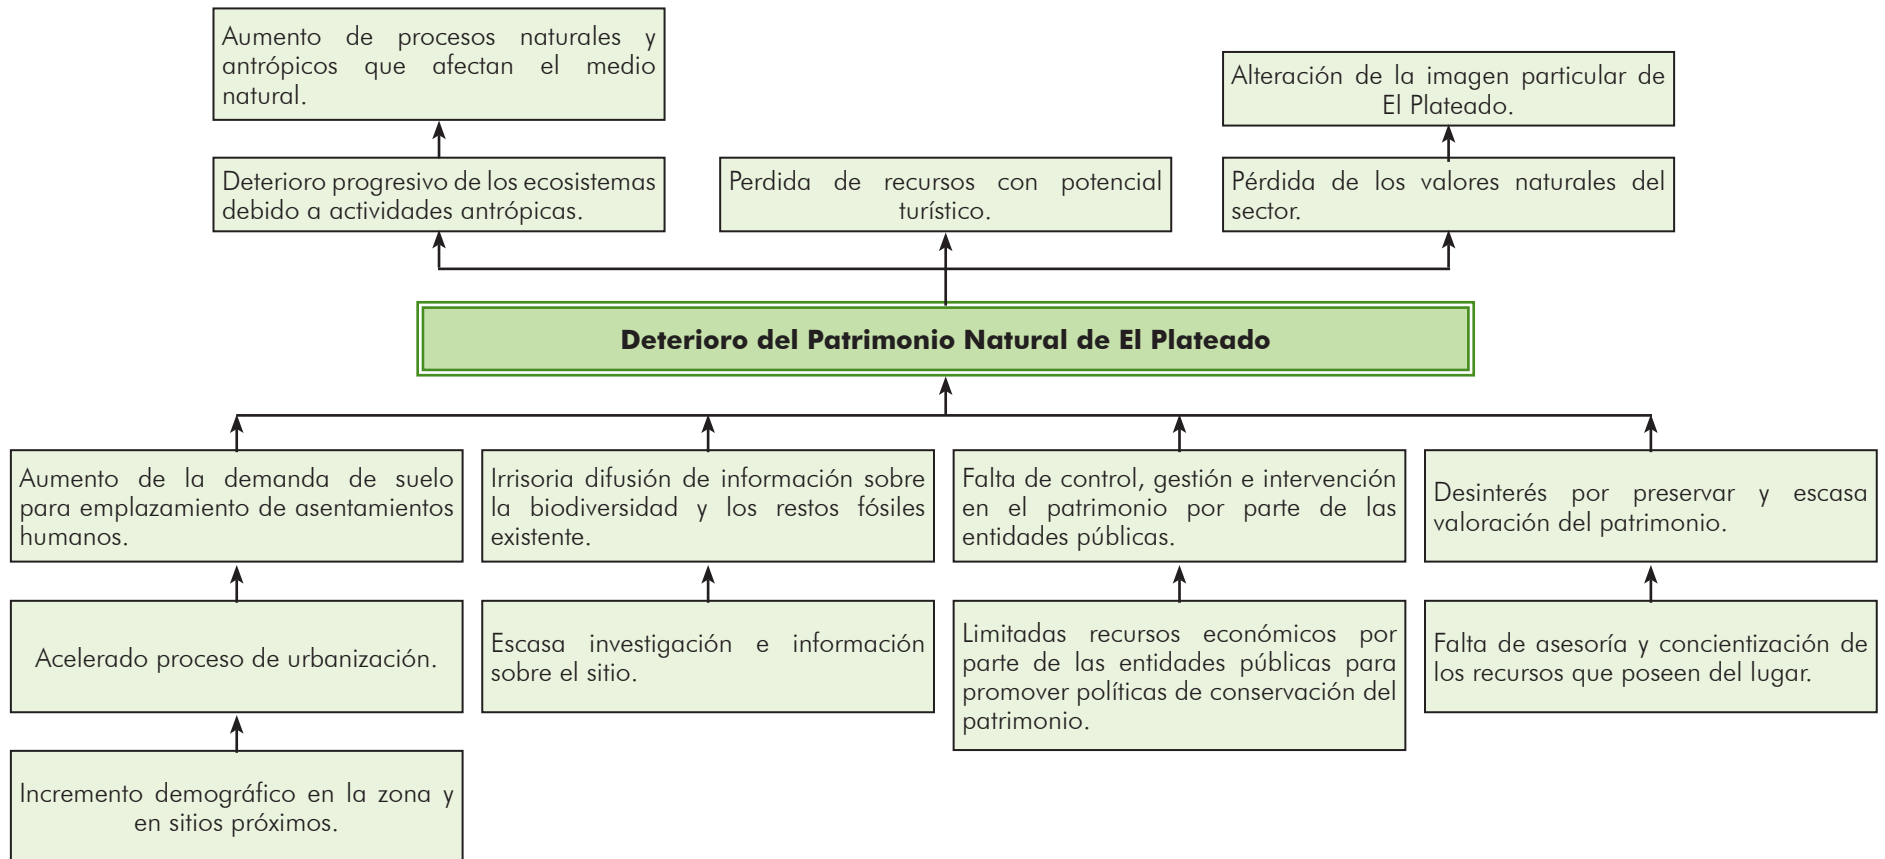 Aumento de procesos naturales y
antrópicos que afectan el medio
natural.
Alteración de la imagen particular de
El Plateado.
Deterioro progresivo de los ecosistemas
debido a actividades antrópicas.
Perdida de recursos con potencial
turístico.
Pérdida de los valores naturales del
sector.
Deterioro del Patrimonio Natural de El Plateado
Aumento de la demanda de suelo
para emplazamiento de asentamientos
humanos.
Irrisoria difusión de información sobre
la biodiversidad y los restos fósiles
existente.
Falta de control, gestión e intervención
en el patrimonio por parte de las
entidades públicas.
Desinterés por preservar y escasa
valoración del patrimonio.
Acelerado proceso de urbanización.
Escasa investigación e información
sobre el sitio.
Limitadas recursos económicos por
parte de las entidades públicas para
promover políticas de conservación del
patrimonio.
Falta de asesoría y concientización de
los recursos que poseen del lugar.
Incremento demográfico en la zona y
en sitios próximos.